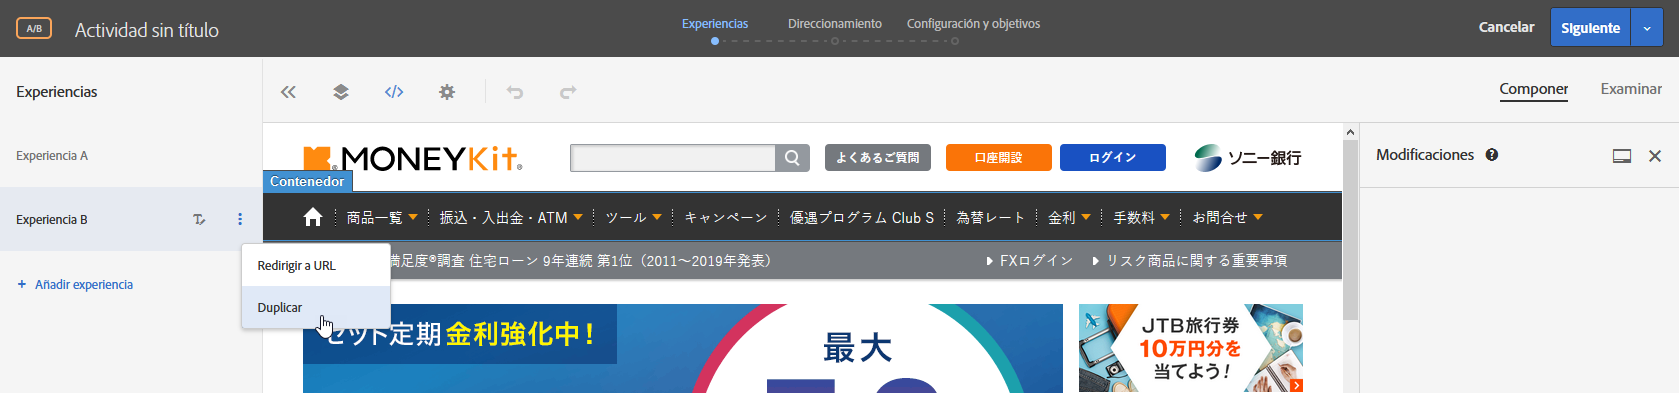 A/B
Actividad sin título
Experiencias
Direccionamiento
Configuración y objetivos
Cancelar
Siguiente
Experiencias
Componer
Examinar
Experiencia A
Experiencia B
+ Añadir experiencia
Redirigir a URL
Duplicar
MONEYKit
よくあるご質問
口座開設
ログイン
ソニー銀行
Contenedor
商品一覧
振込・入出金・ATM
ツール
キャンペーン
優遇プログラム Club S
為替レート
金利
手数料
お問合せ
満足度®調査 住宅ローン 9年連続 第1位（2011～2019年発表）
FXログイン
リスク商品に関する重要事項
セット定期 金利強化中！
最大
JTB旅行券
10万円分を
当てよう！
Modificaciones